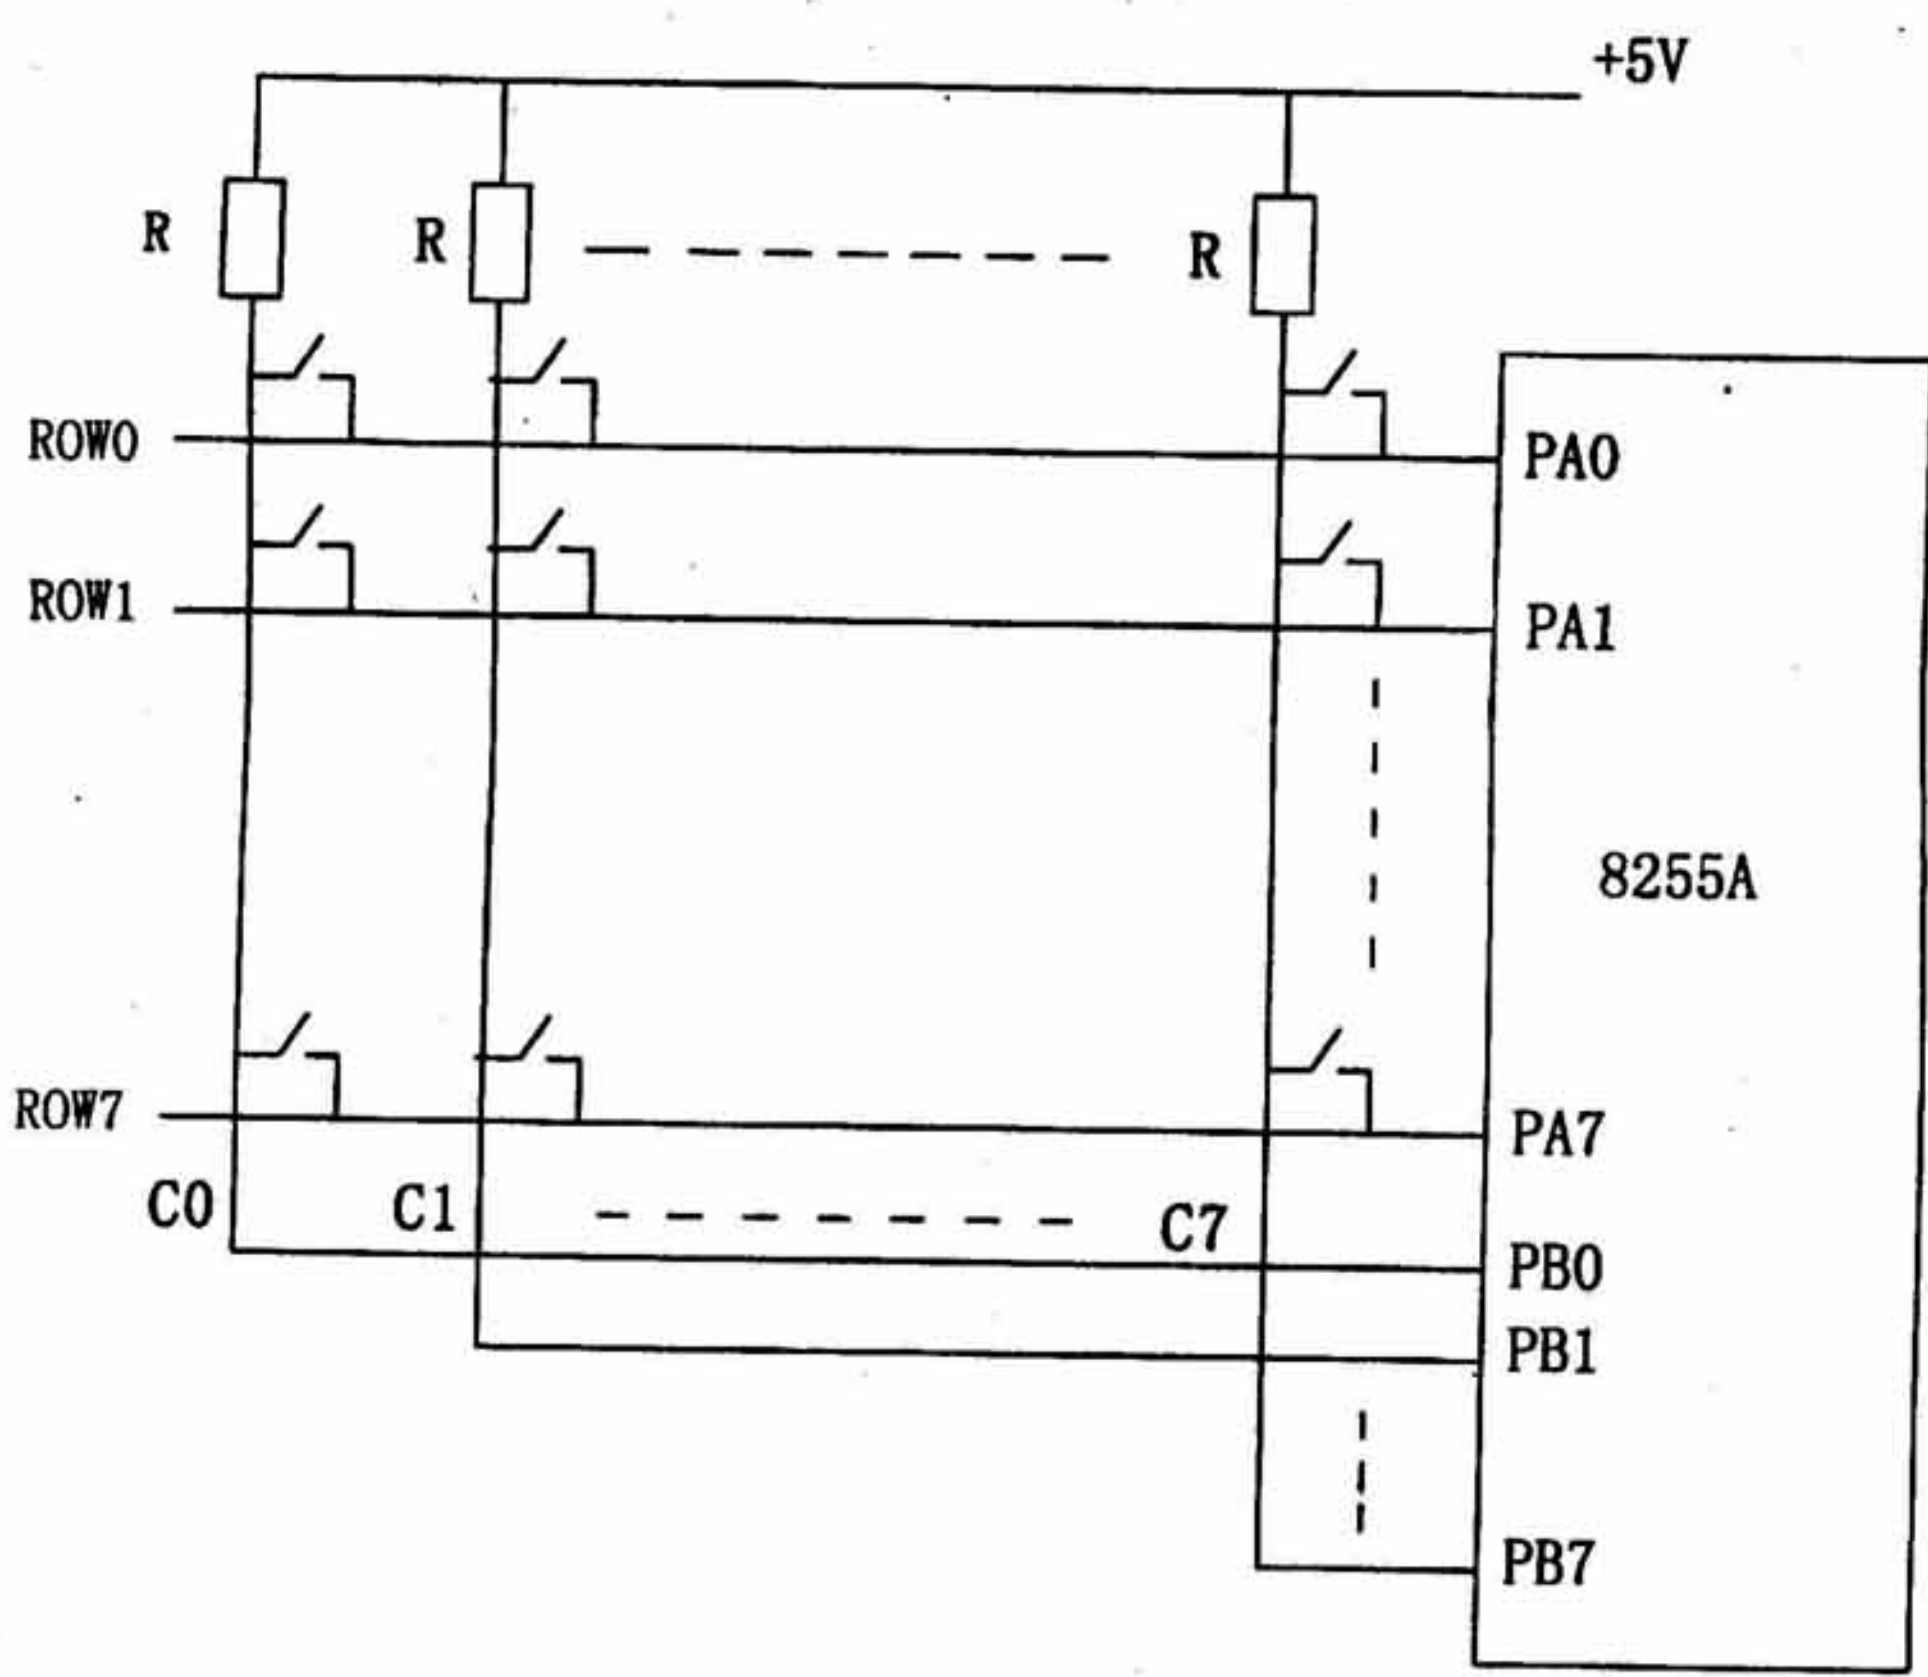 +5V
R R R
ROW0 PA0
ROW1 PA1
8255A
ROW7 PA7
C0 C1 C7
PB0
PB1
PB7